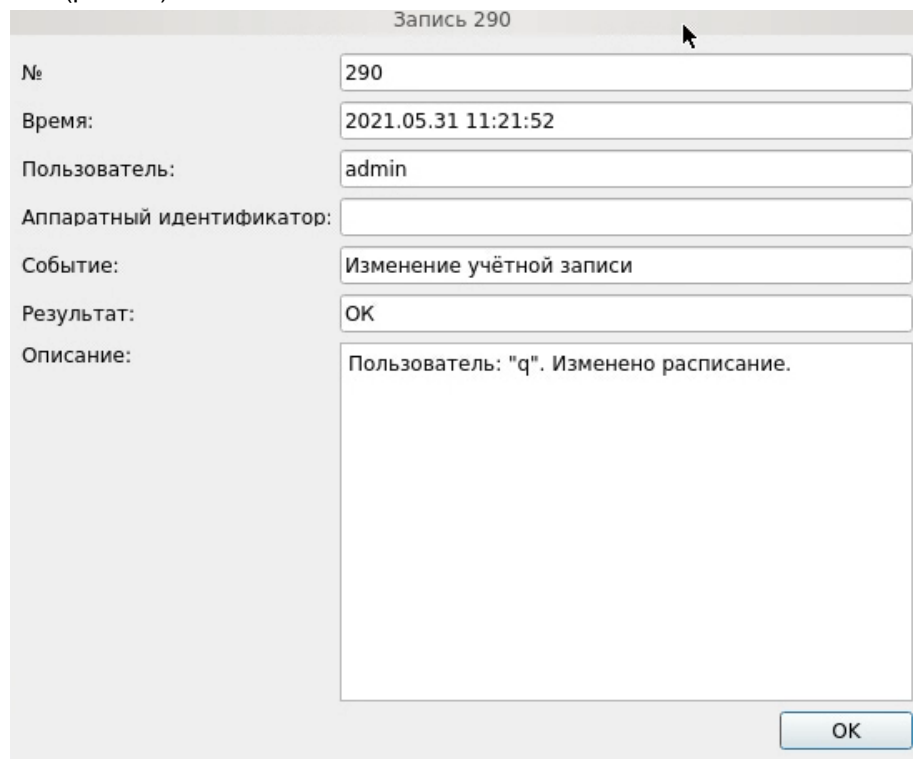 Запись 290
№ 290
Время: 2021.05.31 11:21:52
Пользователь: admin
Аппаратный идентификатор:
Событие: Изменение учётной записи
Результат: OK
Описание: Пользователь: "q". Изменено расписание.
OK